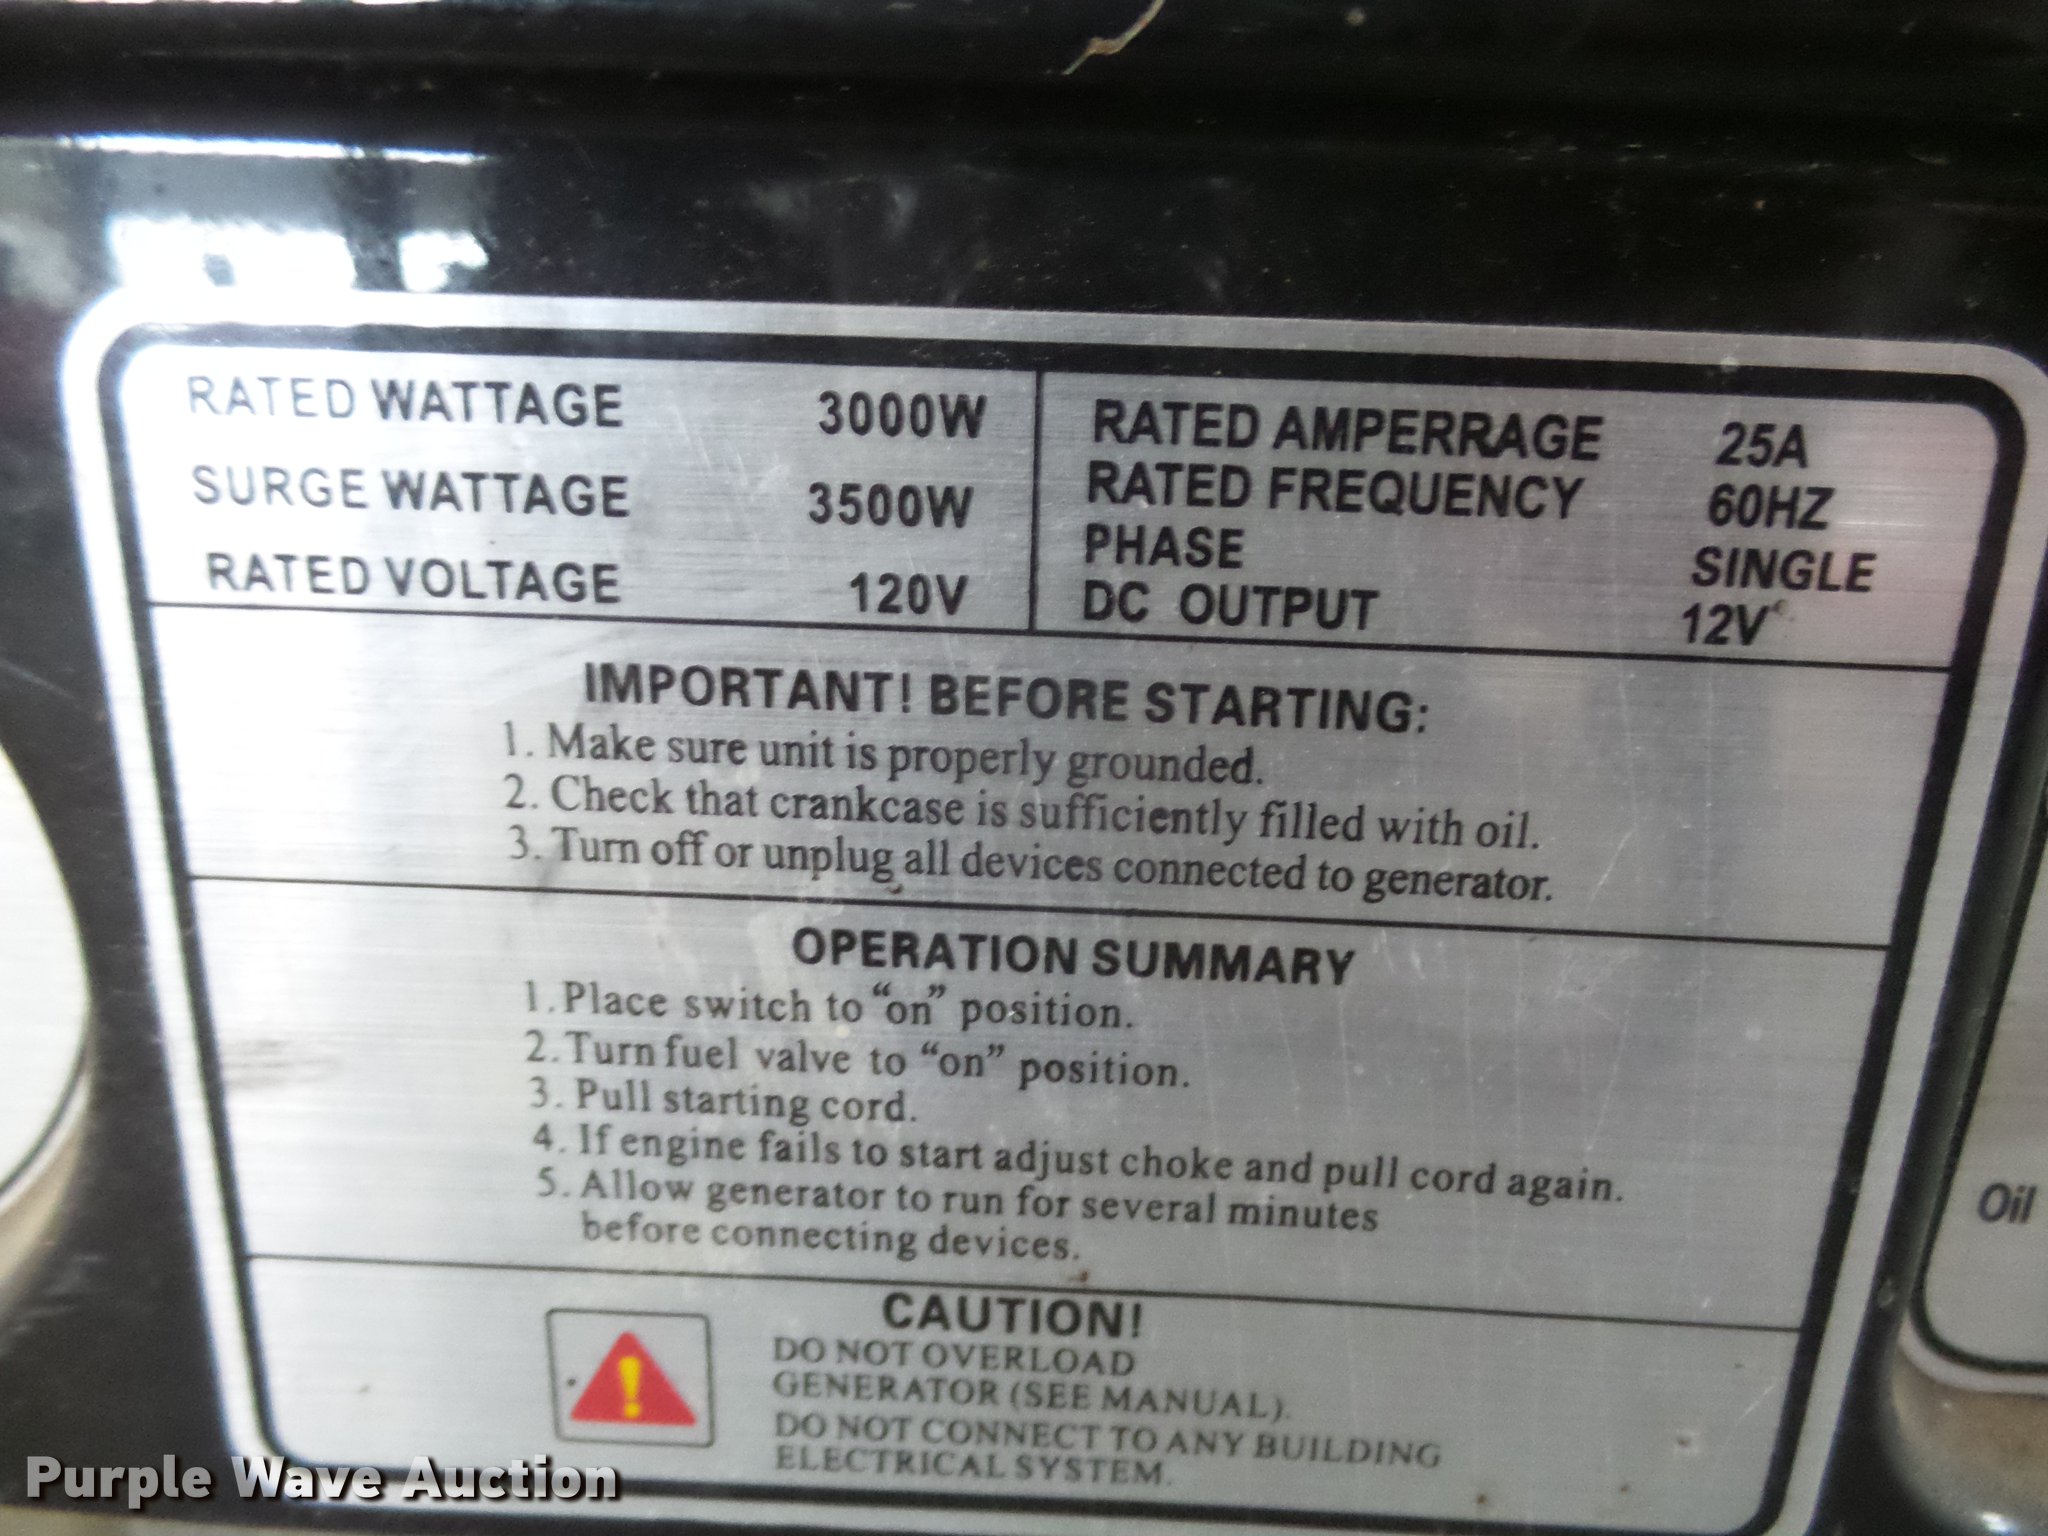 RATED WATTAGE 3000W
SURGE WATTAGE 3500W
RATED VOLTAGE 120V
RATED AMPERRAGE 25A
RATED FREQUENCY 60HZ
PHASE SINGLE
DC OUTPUT 12V
IMPORTANT! BEFORE STARTING:
1. Make sure unit is properly grounded.
2. Check that crankcase is sufficiently filled with oil.
3. Turn off or unplug all devices connected to generator.
OPERATION SUMMARY
1. Place switch to “on” position.
2. Turn fuel valve to “on” position.
3. Pull starting cord.
4. If engine fails to start adjust choke and pull cord again.
5. Allow generator to run for several minutes
before connecting devices.
CAUTION!
DO NOT OVERLOAD
GENERATOR (SEE MANUAL).
DO NOT CONNECT TO ANY BUILDING
ELECTRICAL SYSTEM.
Oil
Purple Wave Auction